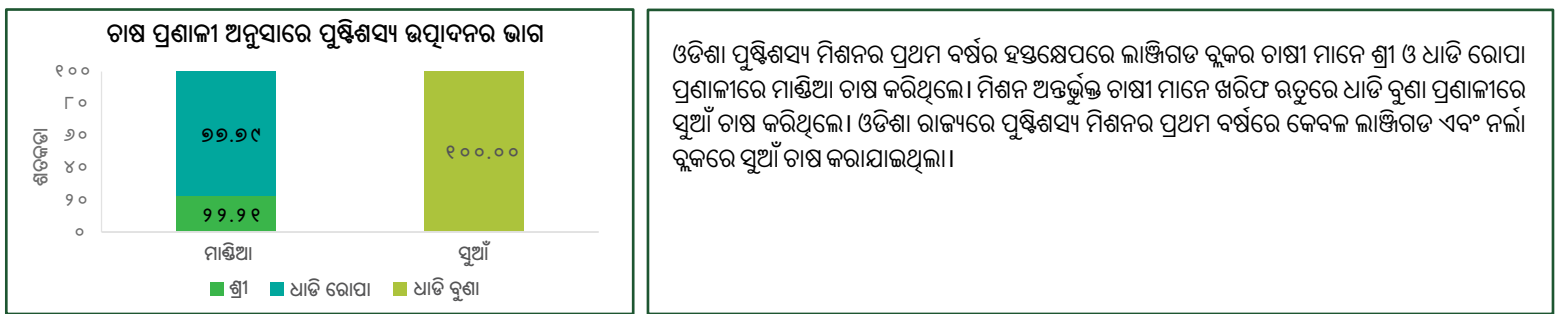 ଚାଷ ପ୍ରଣାଳୀ ଅନୁସାରେ ପୁଷ୍ଟିଶସ୍ୟ ଉତ୍ପାଦନର ଭାଗ
ଶତକଡା
୧୦୦
୮୦
୬୦
୪୦
୨୦
୦
୭୭.୭୯
୨୨.୨୧
୧୦୦.୦୦
ମାଣ୍ଡିଆ
ସୁଆଁ
ଶ୍ରୀ
ଧାଡି ରୋପା
ଧାଡି ବୁଣା
ଓଡିଶା ପୁଷ୍ଟିଶସ୍ୟ ମିଶନର ପ୍ରଥମ ବର୍ଷର ହସ୍ତକ୍ଷେପରେ ଲାଞ୍ଜିଗଡ ବ୍ଲକର ଚାଷୀ ମାନେ ଶ୍ରୀ ଓ ଧାଡି ରୋପା
ପ୍ରଣାଳୀରେ ମାଣ୍ଡିଆ ଚାଷ କରିଥିଲେ। ମିଶନ ଅନ୍ତର୍ଭୁକ୍ତ ଚାଷୀ ମାନେ ଖରିଫ ଋତୁରେ ଧାଡି ବୁଣା ପ୍ରଣାଳୀରେ
ସୁଆଁ ଚାଷ କରିଥିଲେ। ଓଡିଶା ରାଜ୍ୟରେ ପୁଷ୍ଟିଶସ୍ୟ ମିଶନର ପ୍ରଥମ ବର୍ଷରେ କେବଳ ଲାଞ୍ଜିଗଡ ଏବଂ ନର୍ଲା
ବ୍ଲକରେ ସୁଆଁ ଚାଷ କରାଯାଇଥିଲା।